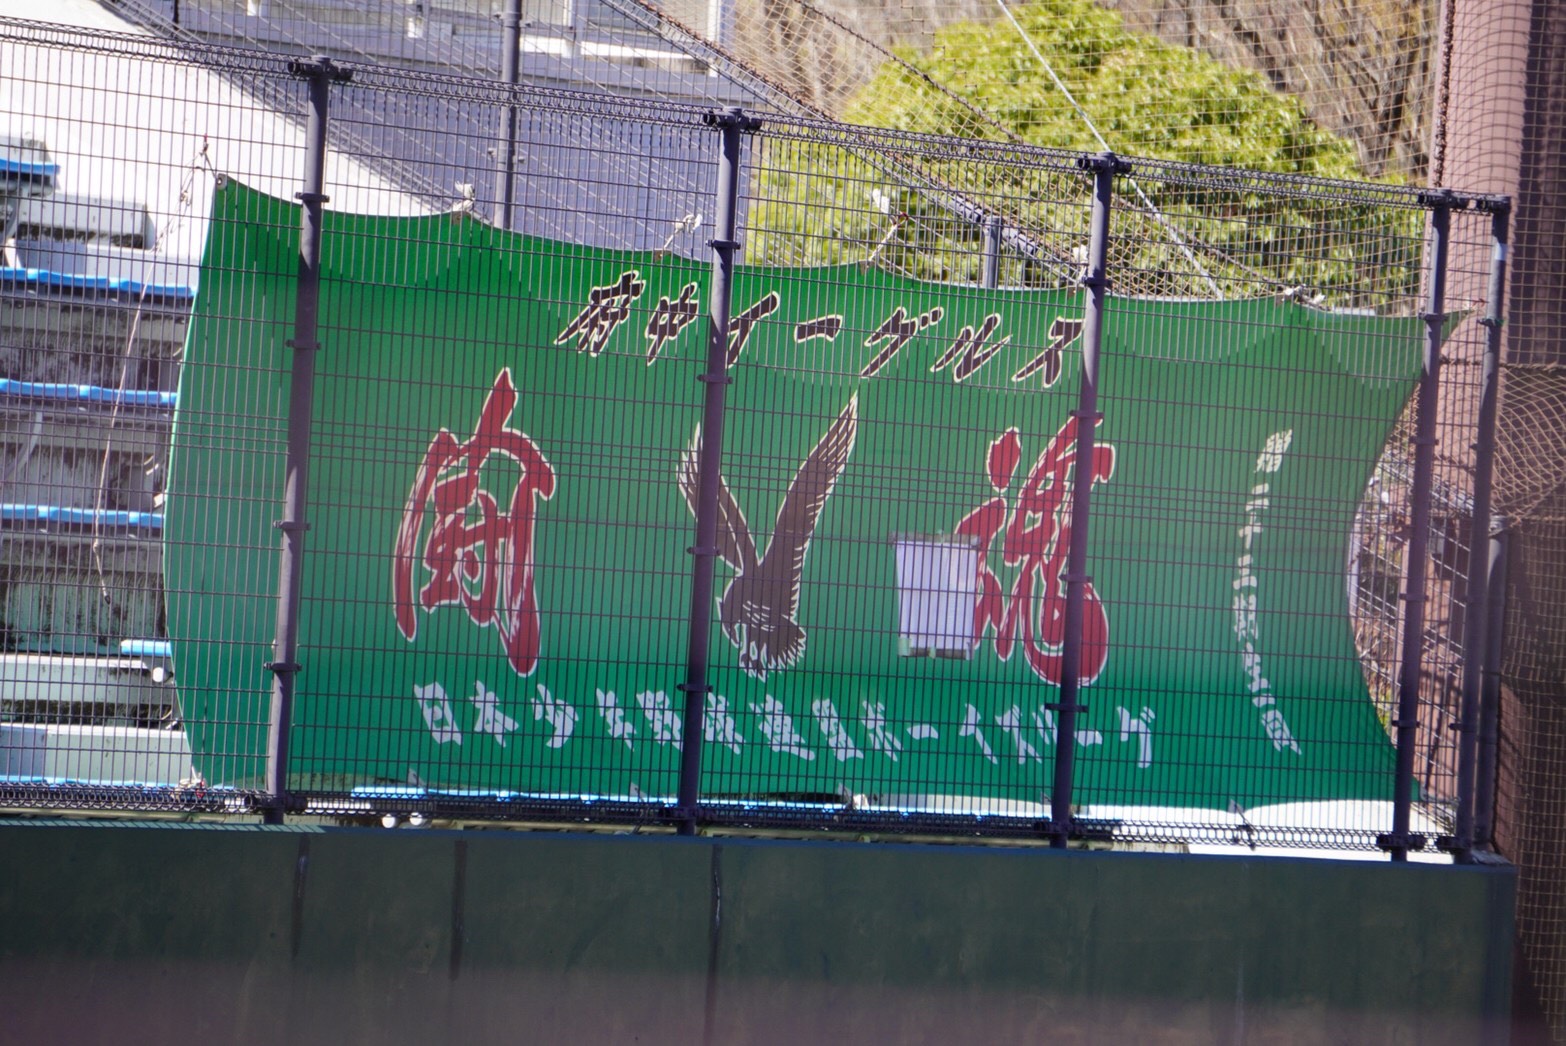 府中イーグルス
闘魂
日本少年野球連盟ボーイズリーグ